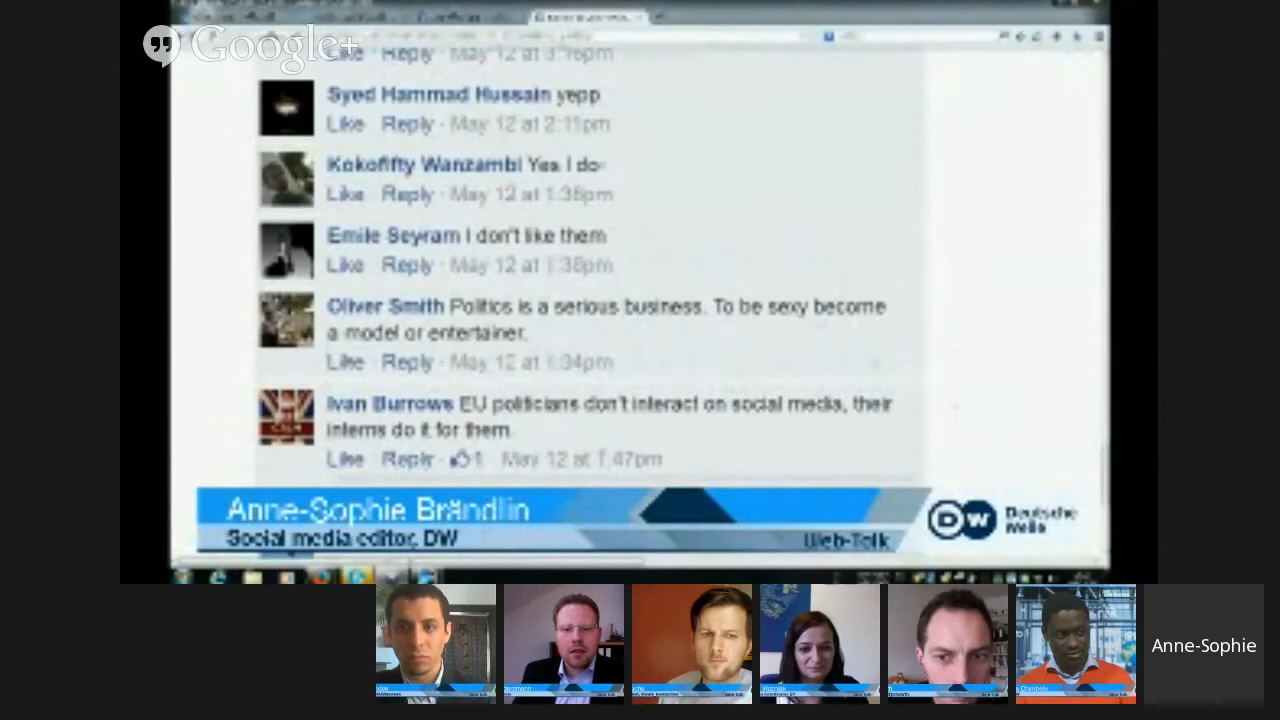 Google+
Like · Reply · May 12 at 3:16pm
Syed Hammad Hussain yepp
Like · Reply · May 12 at 2:11pm
Kokofifty Wanzambi Yes I do
Like · Reply · May 12 at 1:38pm
Emile Seyram I don't like them
Like · Reply · May 12 at 1:38pm
Oliver Smith Politics is a serious business. To be sexy become
a model or entertainer.
Like · Reply · May 12 at 1:34pm
Ivan Burrows EU politicians don't interact on social media, their
interns do it for them.
Like · Reply · 1 · May 12 at 1:47pm
Anne-Sophie Brändlin
Social media editor, DW
Web-Talk
DW Deutsche
Welle
Anne-Sophie